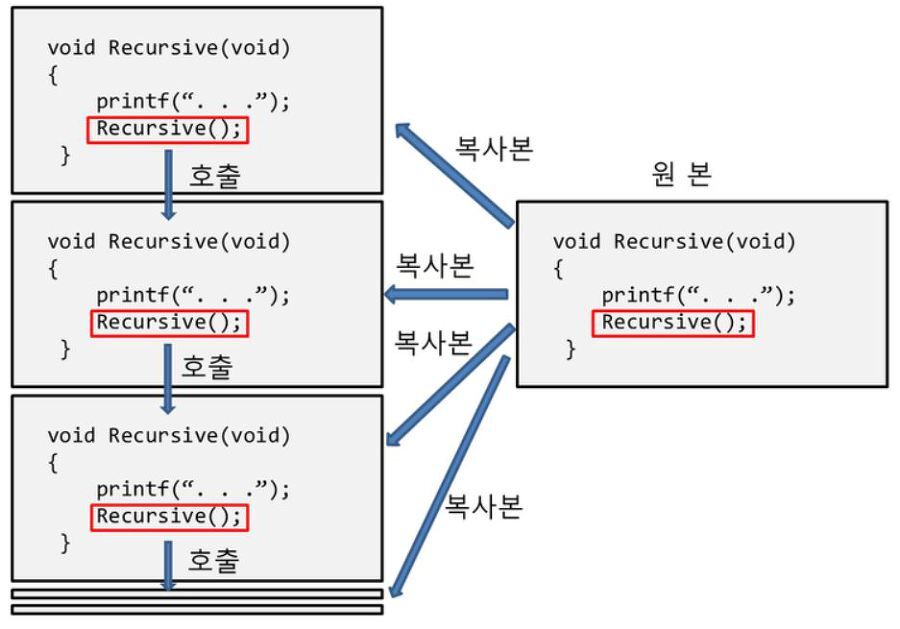 void Recursive(void)
{
printf(“. . .”);
Recursive();
}
호출
void Recursive(void)
{
printf(“. . .”);
Recursive();
}
호출
void Recursive(void)
{
printf(“. . .”);
Recursive();
}
호출
복사본
복사본
복사본
복사본
원 본
void Recursive(void)
{
printf(“. . .”);
Recursive();
}